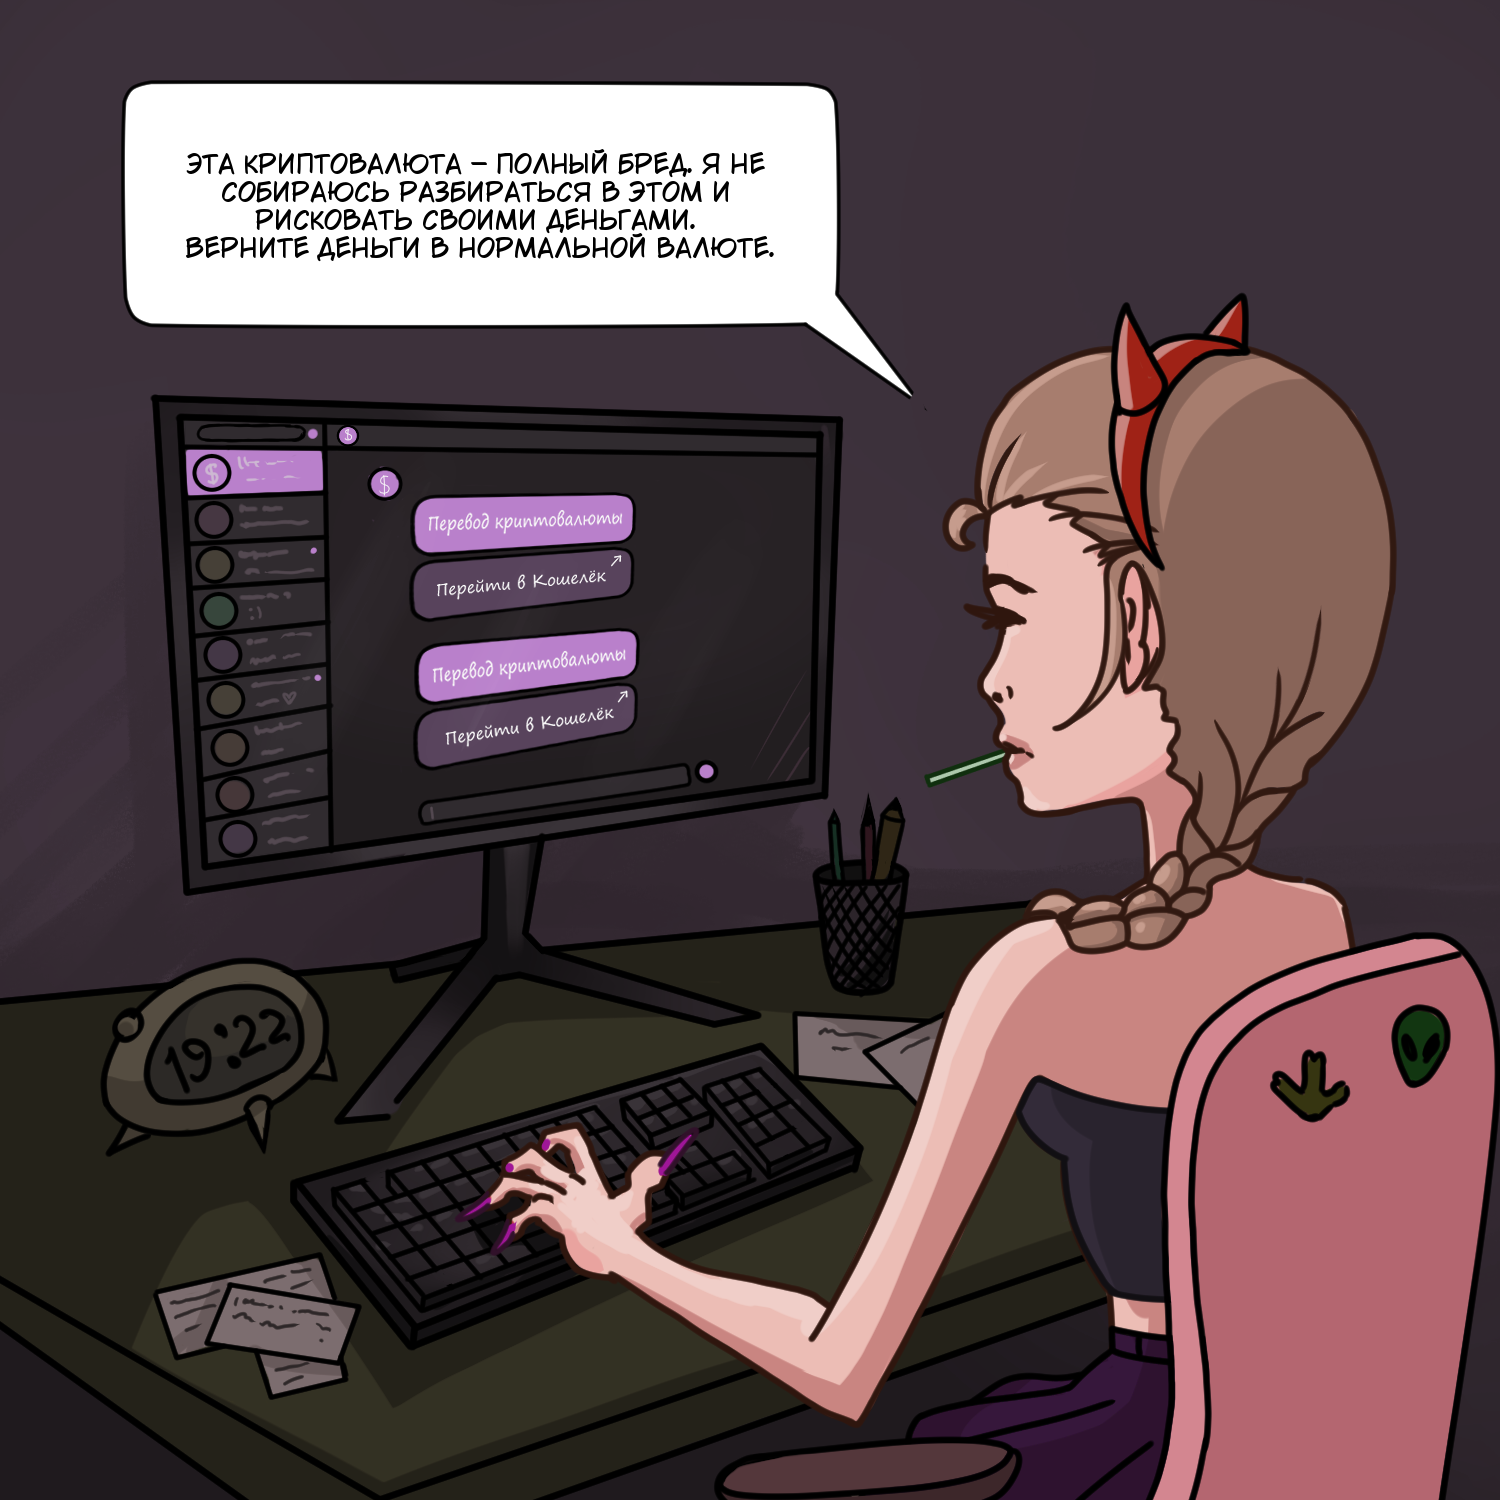 ЭТА КРИПТОВАЛЮТА – ПОЛНЫЙ БРЕД. Я НЕ
СОБИРАЮСЬ РАЗБИРАТЬСЯ В ЭТОМ И
РИСКОВАТЬ СВОИМИ ДЕНЬГАМИ.
ВЕРНИТЕ ДЕНЬГИ В НОРМАЛЬНОЙ ВАЛЮТЕ.
$
$
$
:)
Перевод криптовалюты
Перейти в Кошелёк
Перевод криптовалюты
Перейти в Кошелёк
19:22